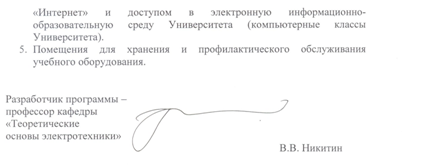 «Интернет» и доступом в электронную информационно-
образовательную среду Университета (компьютерные классы
Университета).
5. Помещения для хранения и профилактического обслуживания
учебного оборудования.
Разработчик программы –
профессор кафедры
«Теоретические
основы электротехники»
В.В. Никитин